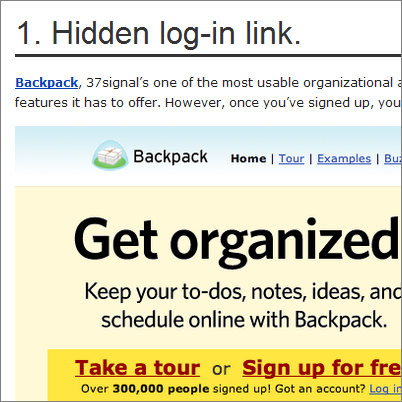 1. Hidden log-in link.
Backpack, 37signal's one of the most usable organizational
features it has to offer. However, once you've signed up, you
Backpack Home | Tour | Examples |
Get organized
Keep your to-dos, notes, ideas, and
schedule online with Backpack.
Take a tour or Sign up for fre
Over 300,000 people signed up! Got an account? Log in